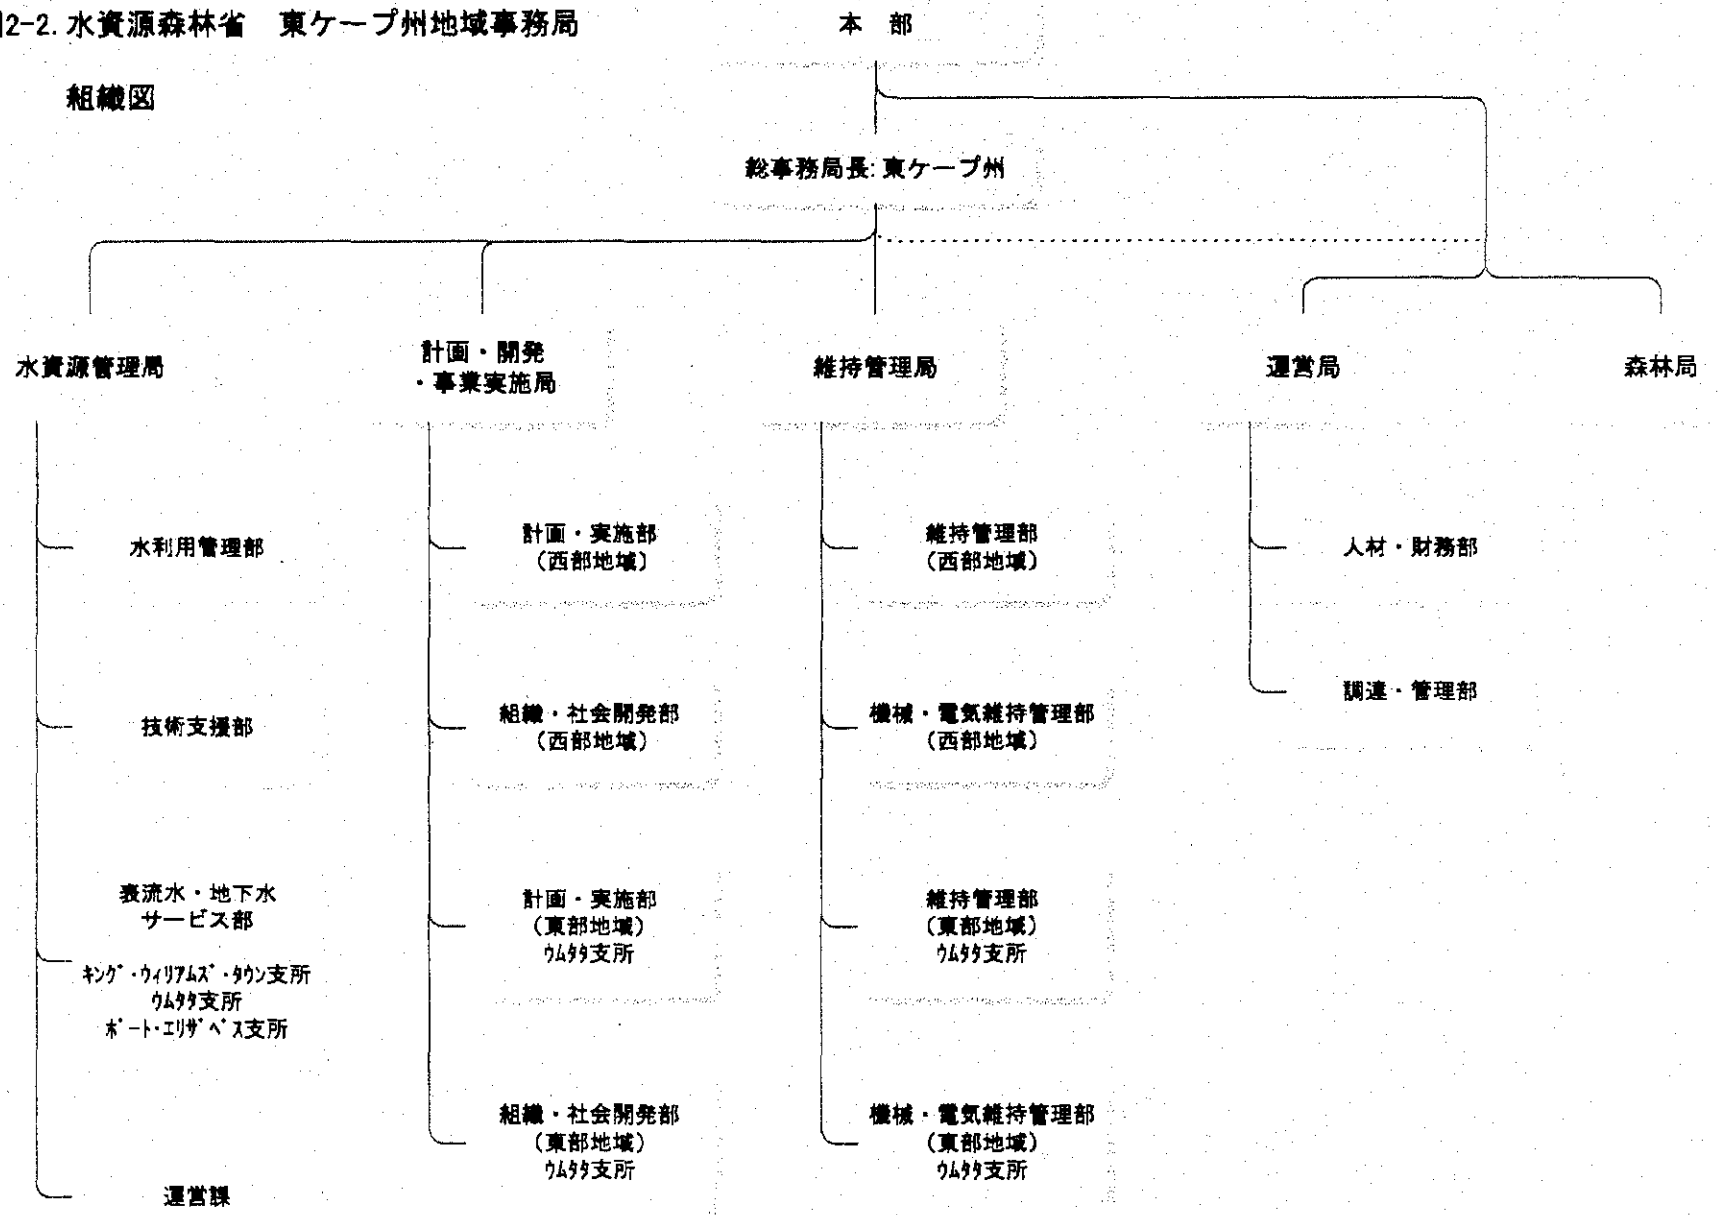 2-2. 水資源森林省　東ケープ州地域事務局
組織図
本　部
総事務局長: 東ケープ州
水資源管理局
計画・開発
・事業実施局
維持管理局
運営局
森林局
水利用管理部
技術支援部
表流水・地下水
サービス部
ｷﾝｸﾞ・ｳｨﾘｱﾑｽﾞ・ﾀｳﾝ支所
ｳﾑﾀﾀ支所
ﾎﾟｰﾄ・ｴﾘｻﾞﾍﾞｽ支所
運営課
計画・実施部
(西部地域)
組織・社会開発部
(西部地域)
計画・実施部
(東部地域)
ｳﾑﾀﾀ支所
組織・社会開発部
(東部地域)
ｳﾑﾀﾀ支所
維持管理部
(西部地域)
機械・電気維持管理部
(西部地域)
維持管理部
(東部地域)
ｳﾑﾀﾀ支所
機械・電気維持管理部
(東部地域)
ｳﾑﾀﾀ支所
人材・財務部
調達・管理部